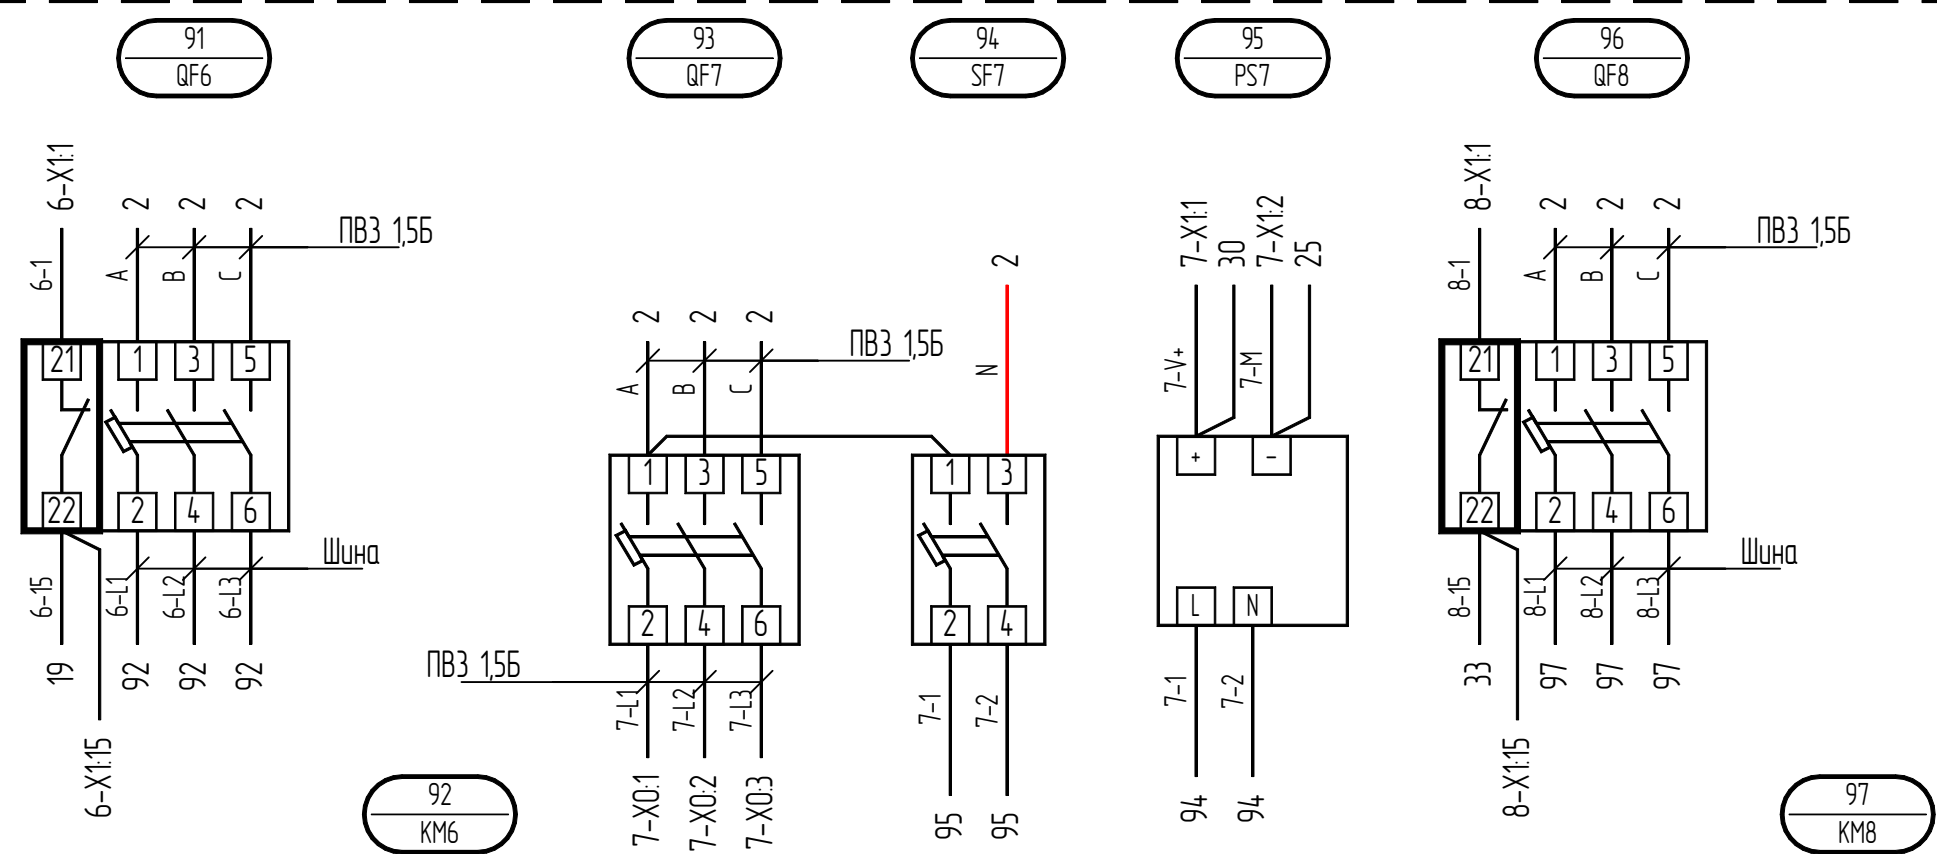 91
QF6
93
QF7
94
SF7
95
PS7
96
QF8
6-X1:1
2
2
2
ПВ3 1,5Б
6-1
A
B
C
21
1
3
5
22
2
4
6
Шина
6-15
6-L1
6-L2
6-L3
19
92
92
92
6-X1:15
92
KM6
2
2
2
ПВ3 1,5Б
A
B
C
1
3
5
2
4
6
ПВ3 1,5Б
7-L1
7-L2
7-L3
7-X0:1
7-X0:2
7-X0:3
2
N
1
3
2
4
7-1
7-2
95
95
7-X1:1
30
7-X1:2
25
7-V+
7-M
+
-
L
N
7-1
7-2
94
94
8-X1:1
2
2
2
ПВ3 1,5Б
8-1
A
B
C
21
1
3
5
22
2
4
6
Шина
8-15
8-L1
8-L2
8-L3
33
97
97
97
8-X1:15
97
KM8